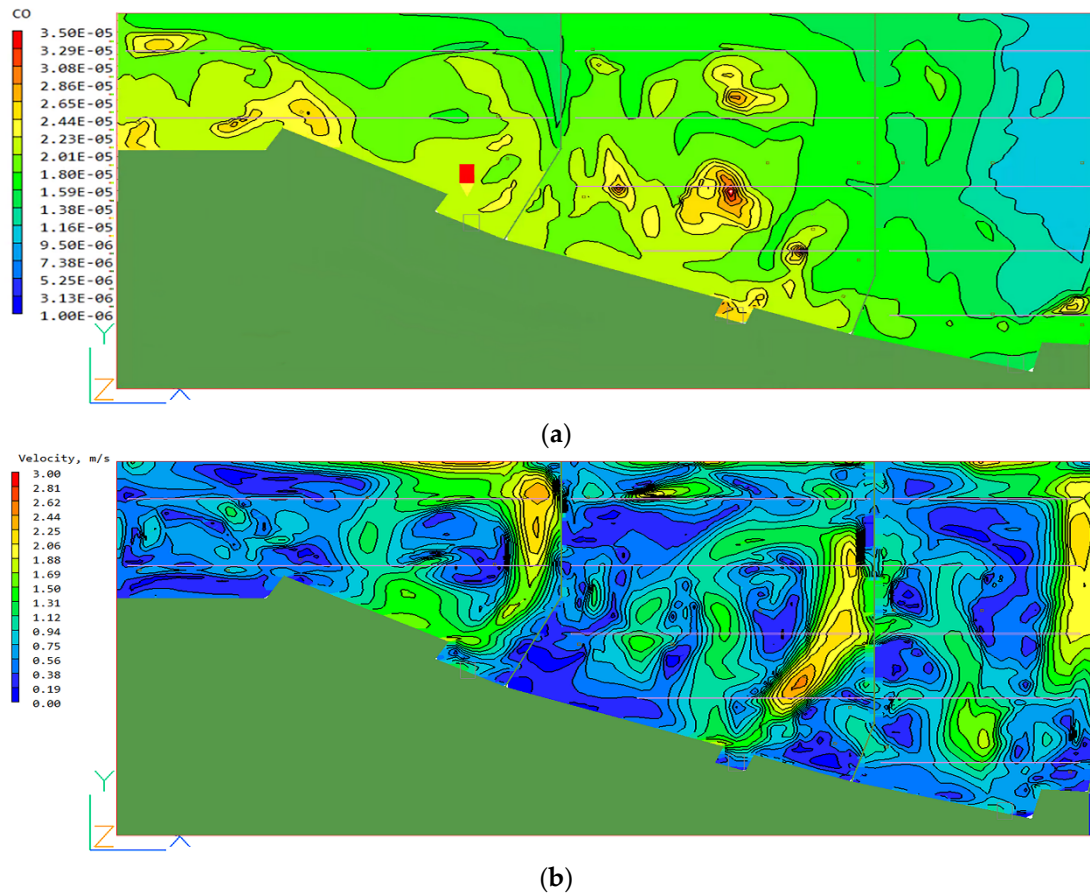 CO
3.50E-05
3.29E-05
3.08E-05
2.86E-05
2.65E-05
2.44E-05
2.23E-05
2.01E-05
1.80E-05
1.59E-05
1.38E-05
1.16E-05
9.50E-06
7.38E-06
5.25E-06
3.13E-06
1.00E-06
Y
Z
X
(a)
Velocity, m/s
3.00
2.81
2.62
2.44
2.25
2.06
1.88
1.69
1.50
1.31
1.12
0.94
0.75
0.56
0.38
0.19
0.00
Y
Z
X
(b)